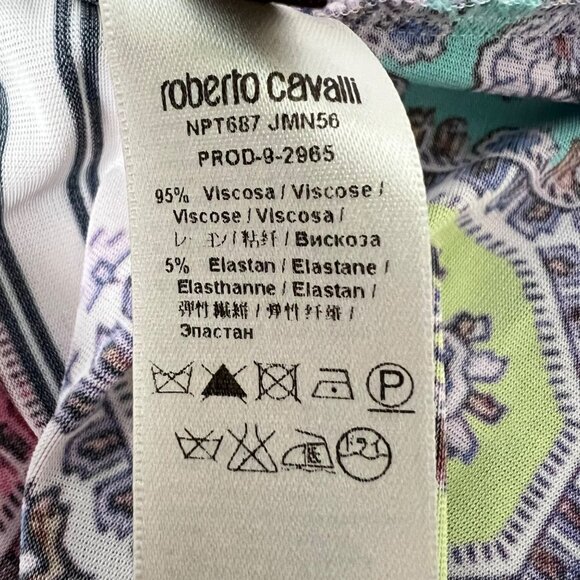 roberto cavalli
NPT687 JMN56
PROD-9-2965
95% Viscosa / Viscose /
Viscose / Viscosa /
レーヨン / 粘纤 / Вискоза
5% Elastan / Elastane /
Elasthanne / Elastan /
弾性繊維 / 弹性纤维 /
Эластан
P